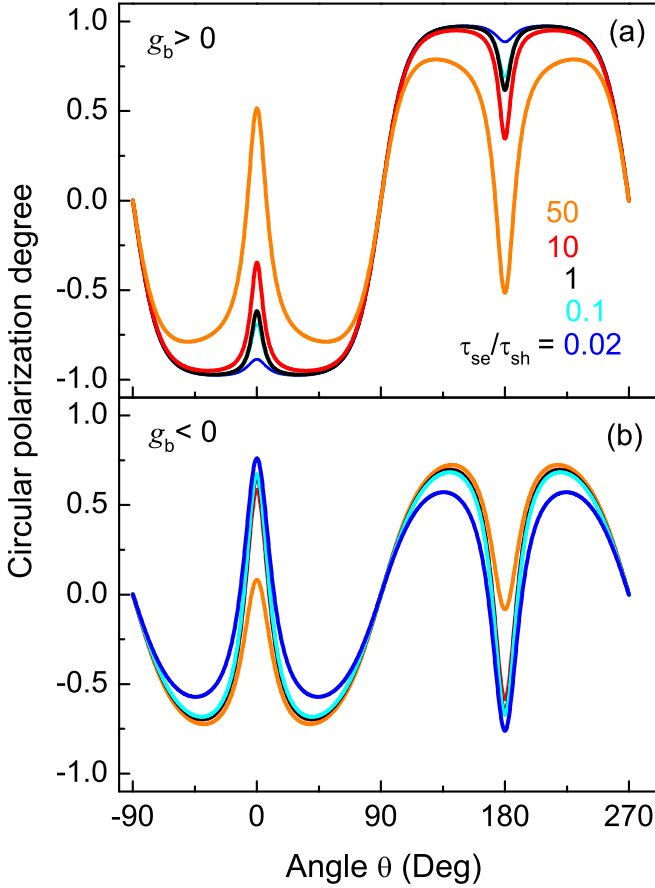 1.0
(a)
g_b > 0
0.5
0.0
50
10
-0.5
1
0.1
τ_se/τ_sh = 0.02
-1.0
Circular polarization degree
1.0
g_b < 0
(b)
0.5
0.0
-0.5
-1.0
-90
0
90
180
270
Angle θ (Deg)